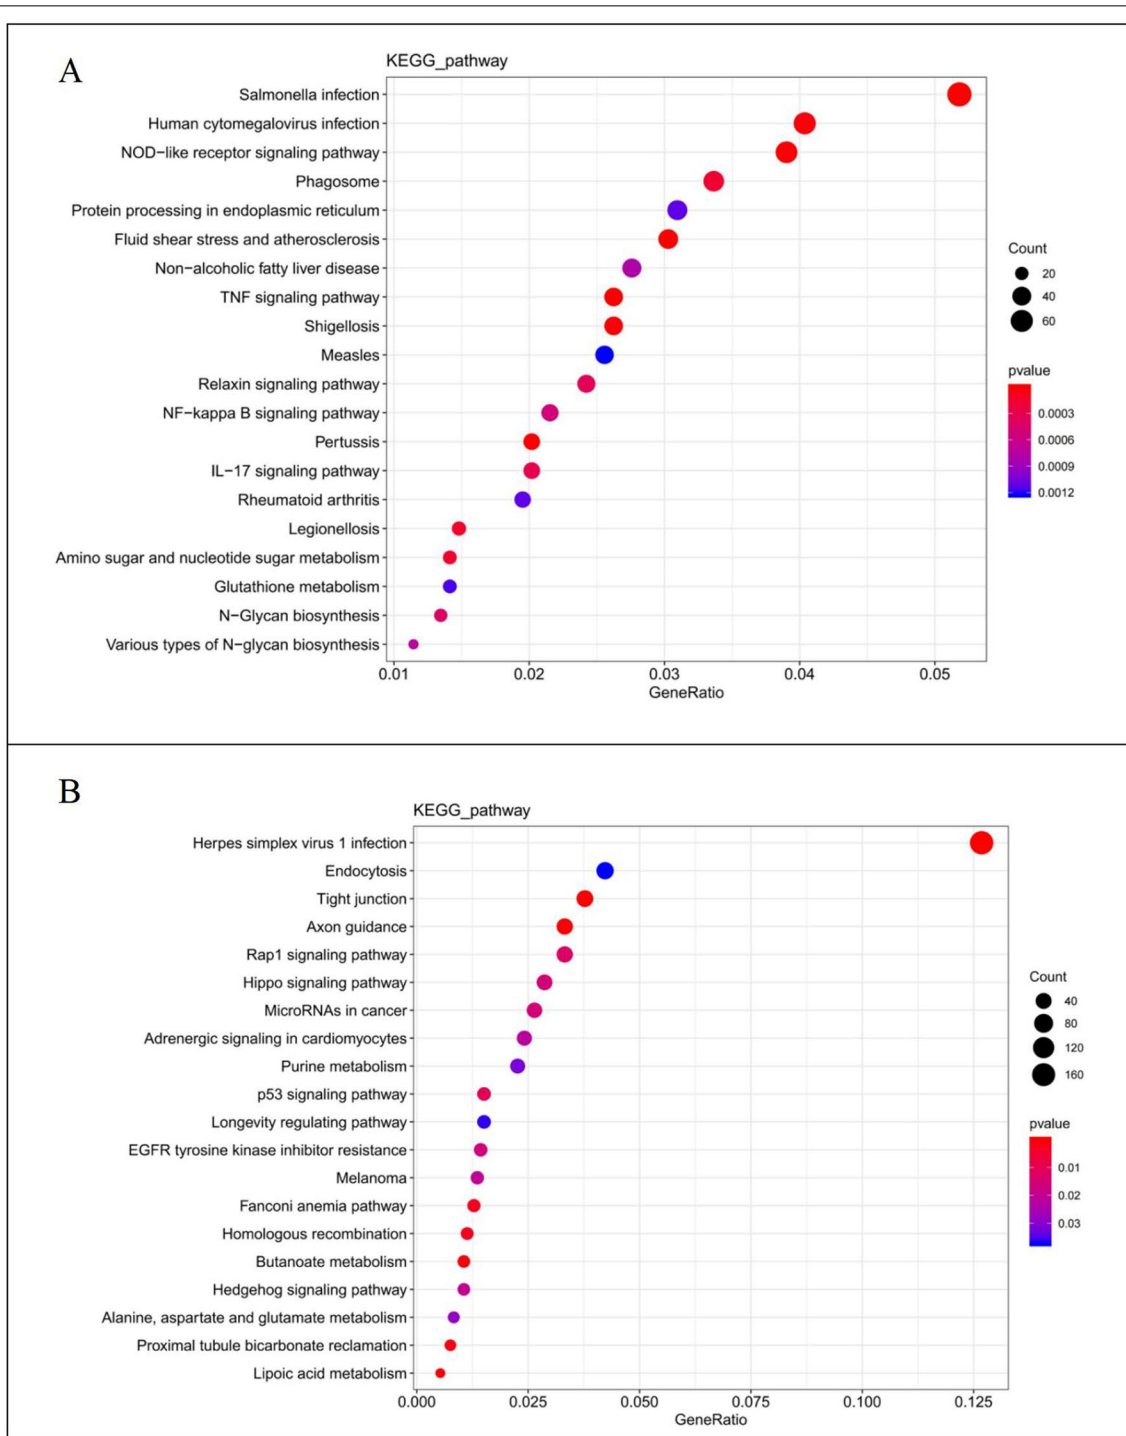 A
KEGG_pathway
Salmonella infection
Human cytomegalovirus infection
NOD−like receptor signaling pathway
Phagosome
Protein processing in endoplasmic reticulum
Fluid shear stress and atherosclerosis
Non−alcoholic fatty liver disease
TNF signaling pathway
Shigellosis
Measles
Relaxin signaling pathway
NF−kappa B signaling pathway
Pertussis
IL−17 signaling pathway
Rheumatoid arthritis
Legionellosis
Amino sugar and nucleotide sugar metabolism
Glutathione metabolism
N−Glycan biosynthesis
Various types of N−glycan biosynthesis
0.01 0.02 0.03 0.04 0.05
GeneRatio
Count
20
40
60
pvalue
0.0003
0.0006
0.0009
0.0012
B
KEGG_pathway
Herpes simplex virus 1 infection
Endocytosis
Tight junction
Axon guidance
Rap1 signaling pathway
Hippo signaling pathway
MicroRNAs in cancer
Adrenergic signaling in cardiomyocytes
Purine metabolism
p53 signaling pathway
Longevity regulating pathway
EGFR tyrosine kinase inhibitor resistance
Melanoma
Fanconi anemia pathway
Homologous recombination
Butanoate metabolism
Hedgehog signaling pathway
Alanine, aspartate and glutamate metabolism
Proximal tubule bicarbonate reclamation
Lipoic acid metabolism
0.000 0.025 0.050 0.075 0.100 0.125
GeneRatio
Count
40
80
120
160
pvalue
0.01
0.02
0.03